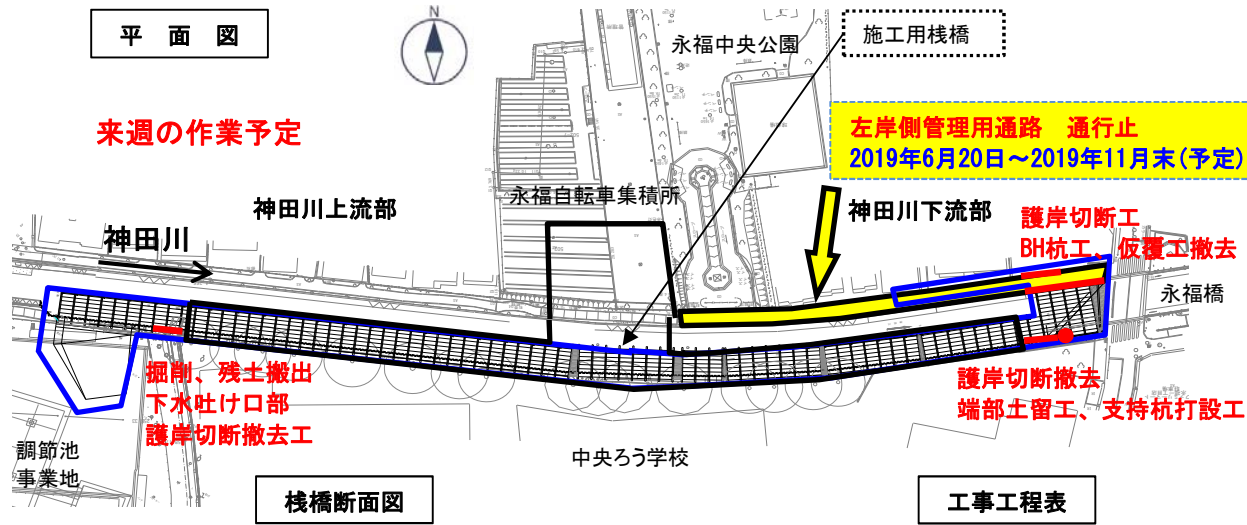 平 面 図
N
永福中央公園
施工用桟橋
来週の作業予定
左岸側管理用通路 通行止
2019年6月20日~2019年11月末(予定)
永福自転車集積所
神田川上流部
神田川下流部
神田川
護岸切断工
BH杭工、仮覆工撤去
永福橋
掘削、残土搬出
下水吐け口部
護岸切断撤去工
護岸切断撤去
端部土留工、支持杭打設工
調節池
事業地
中央ろう学校
桟橋断面図
工事工程表